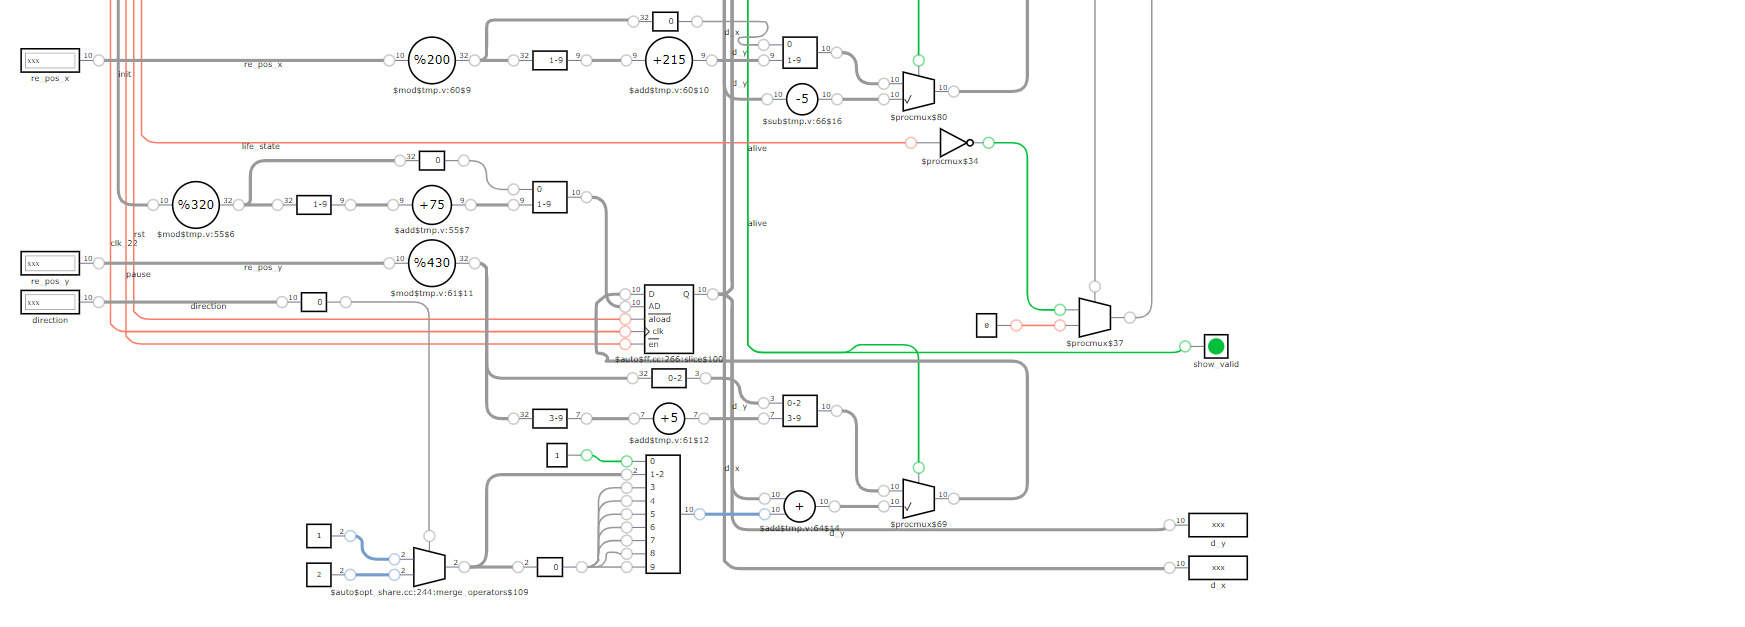 32 0
d_x
10 xxx 10 re_pos_x 10 %200 32 32 1-9 9 9 +215 9 d_y 9 0 1-9 10
re_pos_x
init
$mod$tmp.v:60$9
$add$tmp.v:60$10
d_y 10 -5 10
10 10 ✓ 10
$sub$tmp.v:66$16
$procmux$80
life_state
alive
$procmux$34
32 0
10 %320 32 32 1-9 9 9 +75 9 9 0 1-9 10
rst
$mod$tmp.v:55$6
$add$tmp.v:55$7
alive
clk_22
xxx 10 re_pos_y 10 %430 32
re_pos_y
pause
$mod$tmp.v:61$11
xxx 10 direction 10 0
direction
10 D Q 10
10 AD
aload
clk
en
$auto$ff.cc:266:slice$100
0
$procmux$37
show_valid
32 0-2 3
d_y
3 0-2 10
32 3-9 7 7 +5 7 7 3-9
$add$tmp.v:61$12
1 0
2 1-2
3
4
5 10
6
7
8
9
d_x
10 + 10
10
$add$tmp.v:64$14
10 10 ✓ 10
$procmux$69
d_y
10 xxx
d_y
1 2 2
2 2 2 2 2 0
$auto$opt_share.cc:244:merge_operators$109
10 xxx
d_x